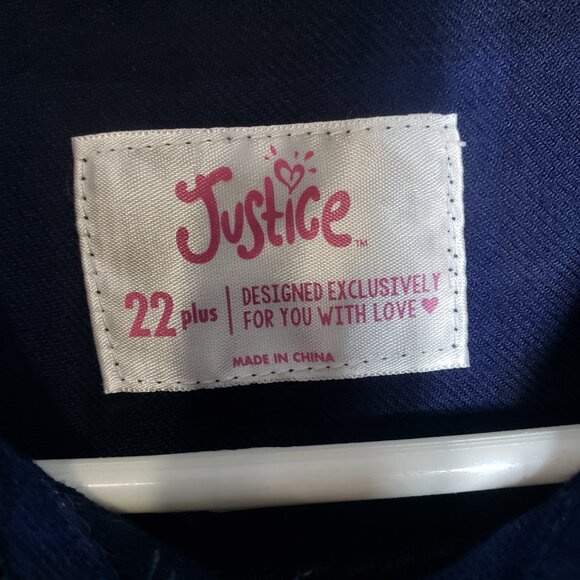 Justice™
22 plus
DESIGNED EXCLUSIVELY
FOR YOU WITH LOVE♥
MADE IN CHINA